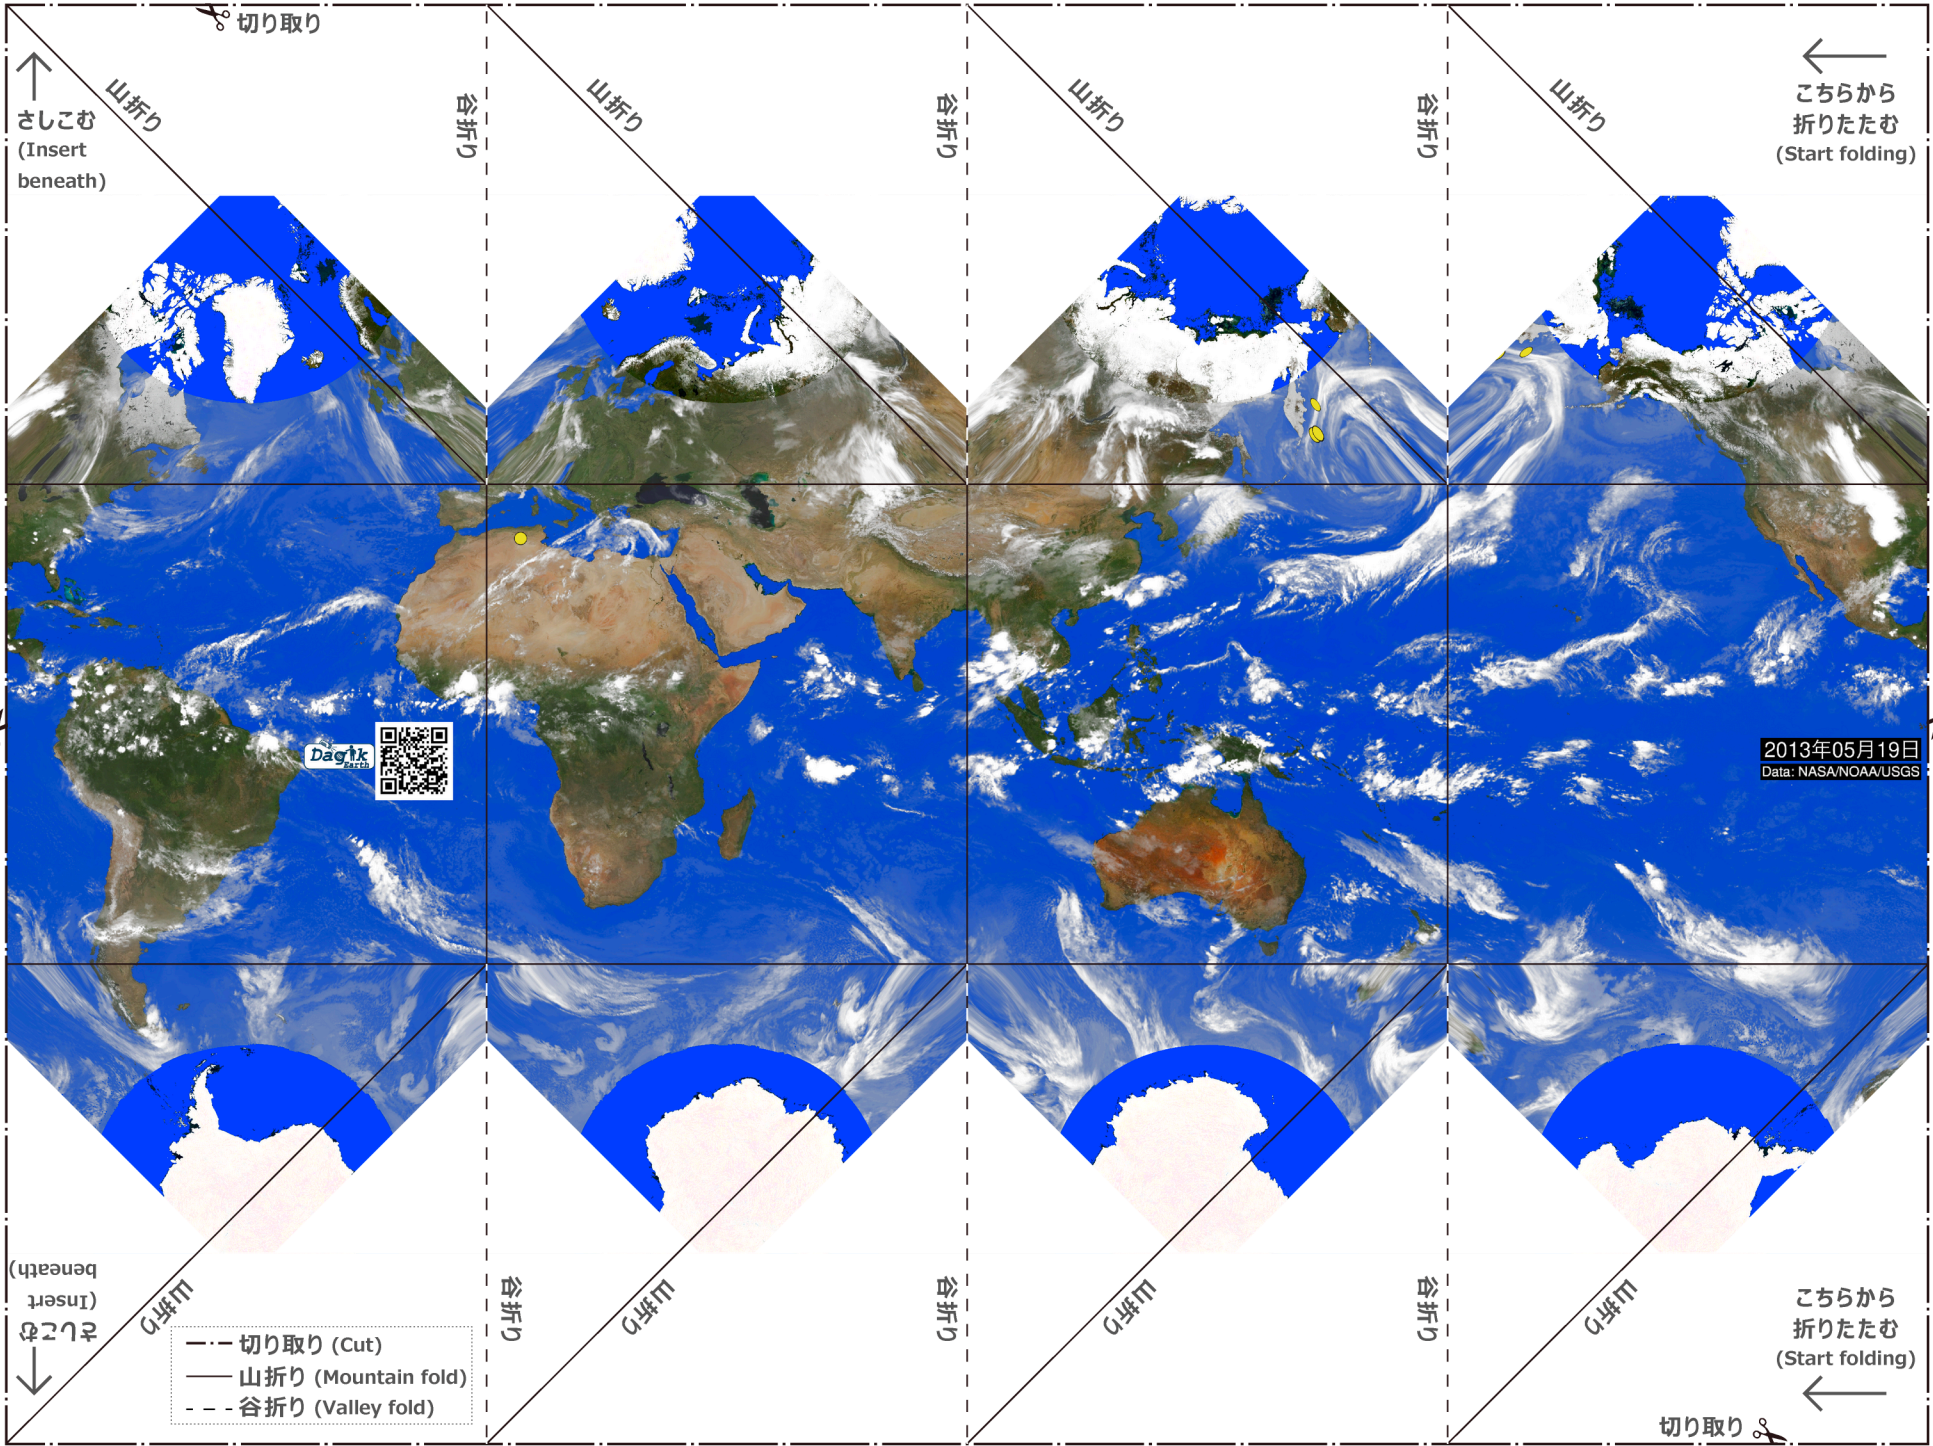 切り取り
山折り
谷折り
山折り
谷折り
山折り
谷折り
山折り
さしこむ
(Insert
beneath)
こちらから
折りたたむ
(Start folding)
Dagik
Earth
2013年05月19日
Data: NASA/NOAA/USGS
さしこむ
(Insert
beneath)
山折り
谷折り
山折り
谷折り
山折り
谷折り
山折り
切り取り (Cut)
山折り (Mountain fold)
谷折り (Valley fold)
こちらから
折りたたむ
(Start folding)
切り取り